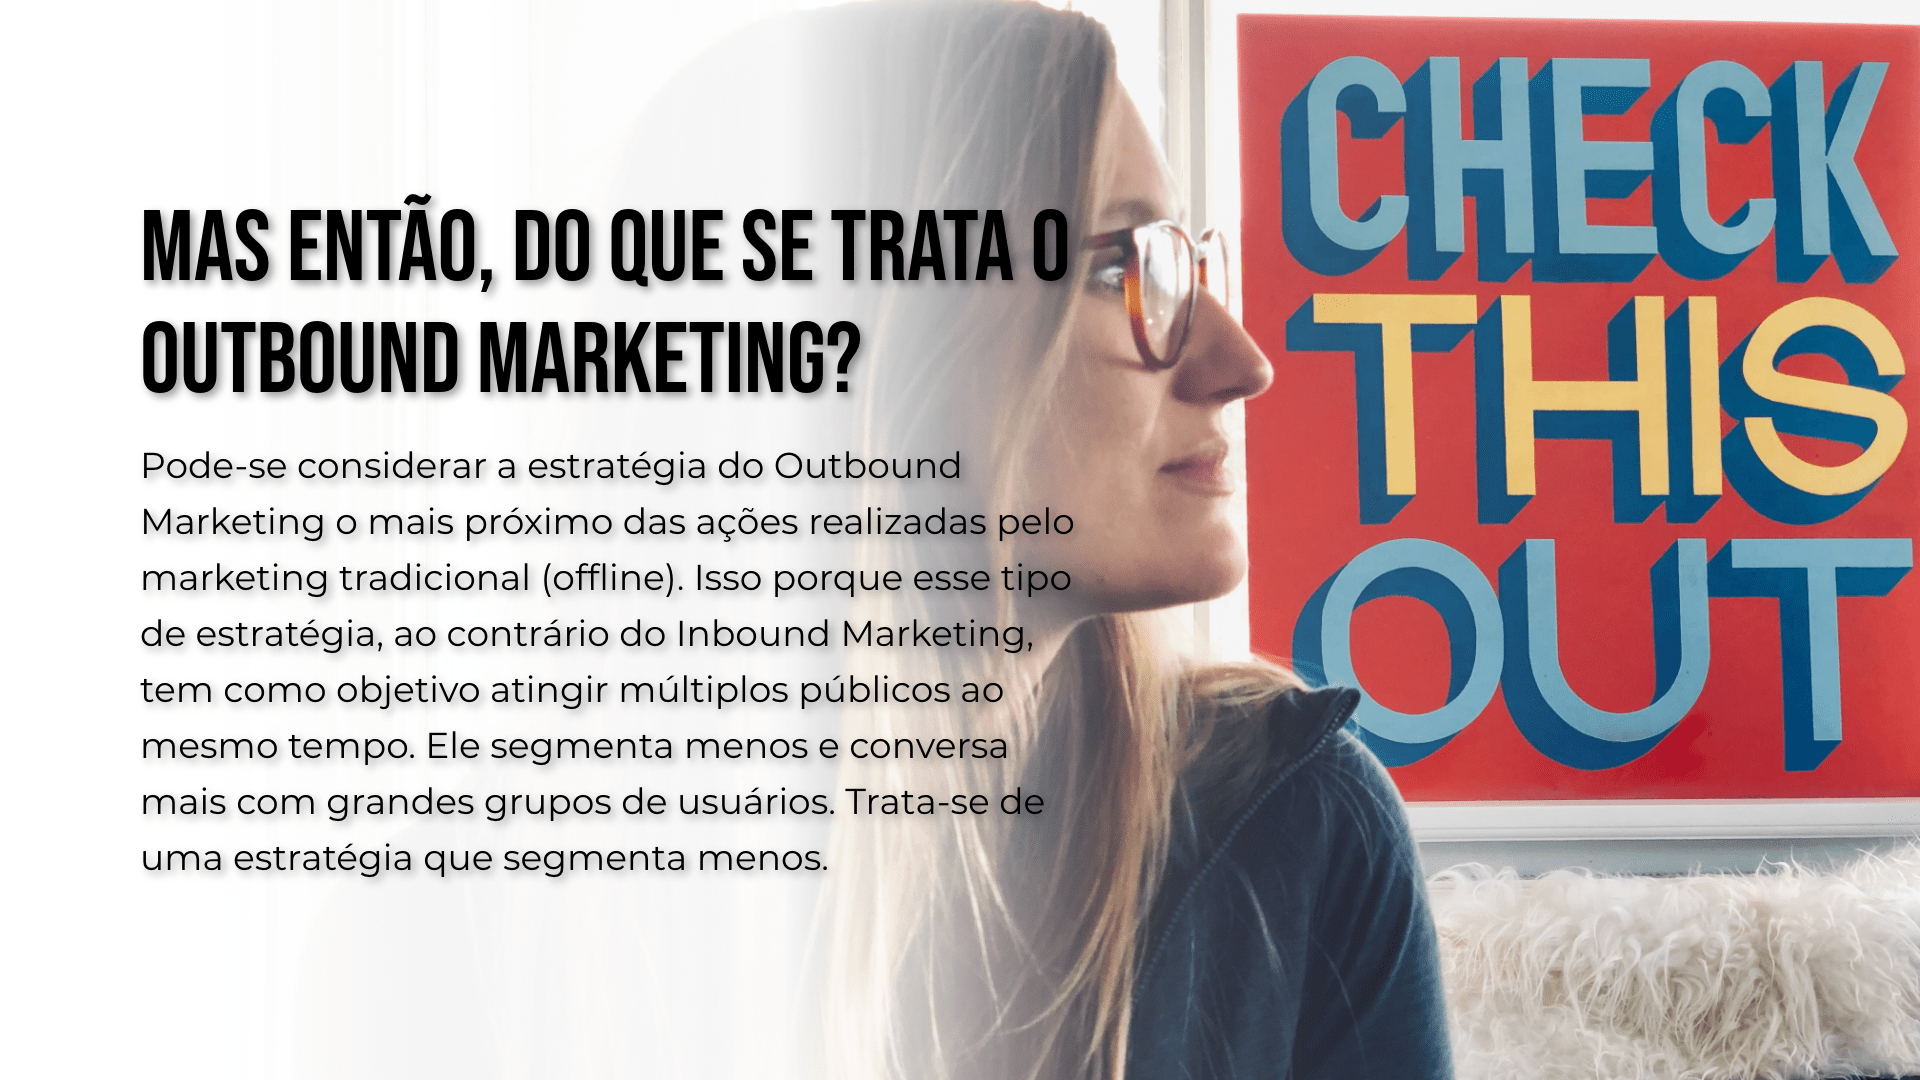 MAS ENTÃO, DO QUE SE TRATA O
OUTBOUND MARKETING?
Pode-se considerar a estratégia do Outbound
Marketing o mais próximo das ações realizadas pelo
marketing tradicional (offline). Isso porque esse tipo
de estratégia, ao contrário do Inbound Marketing,
tem como objetivo atingir múltiplos públicos ao
mesmo tempo. Ele segmenta menos e conversa
mais com grandes grupos de usuários. Trata-se de
uma estratégia que segmenta menos.
CHECK
THIS
OUT